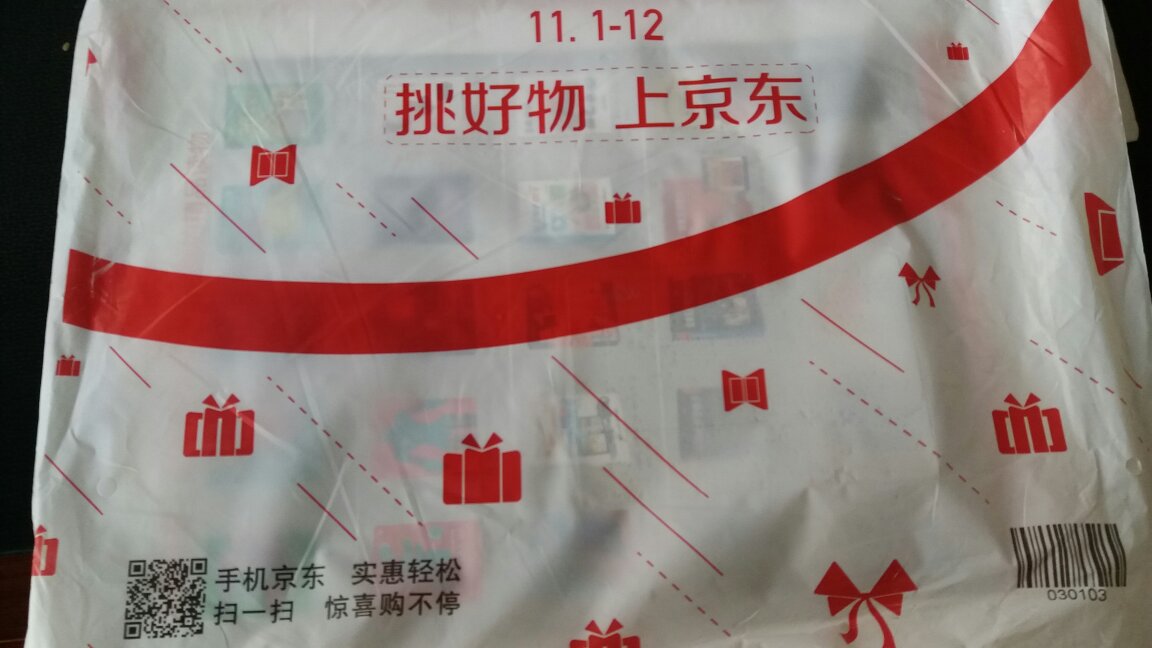 11. 1-12
挑好物 上京东
手机京东 实惠轻松
扫一扫 惊喜购不停
030103